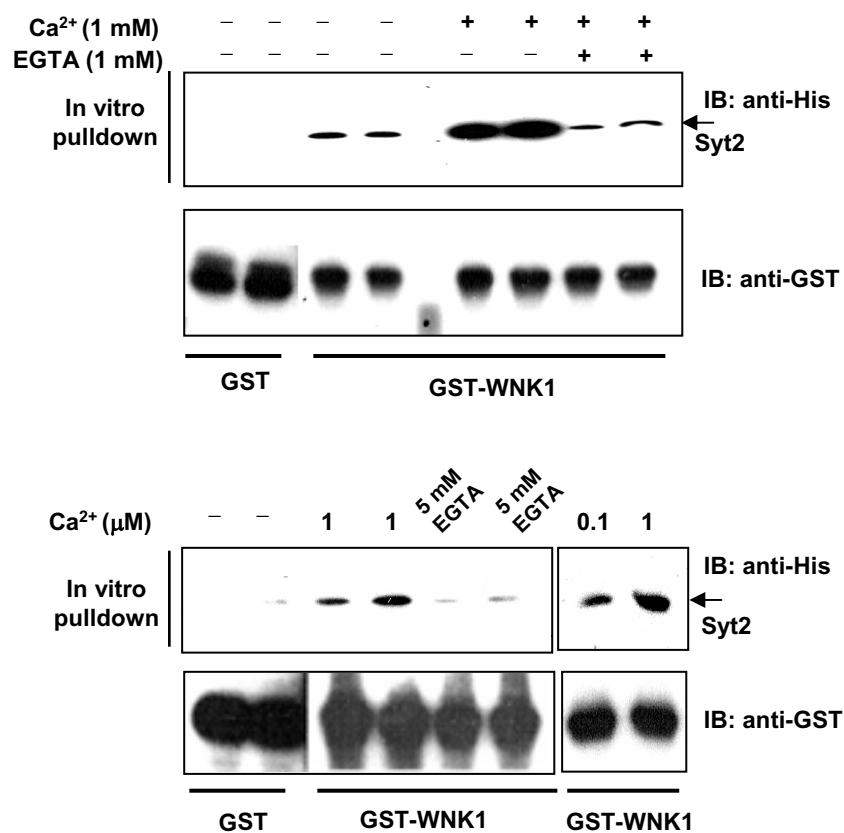 Ca²⁺ (1 mM) – – – – + + + +
EGTA (1 mM) – – – – – – + +
In vitro
pulldown
IB: anti-His
Syt2
IB: anti-GST
GST
GST-WNK1
Ca²⁺ (μM) – – 1 1 5 mM EGTA 5 mM EGTA 0.1 1
In vitro
pulldown
IB: anti-His
Syt2
IB: anti-GST
GST
GST-WNK1
GST-WNK1